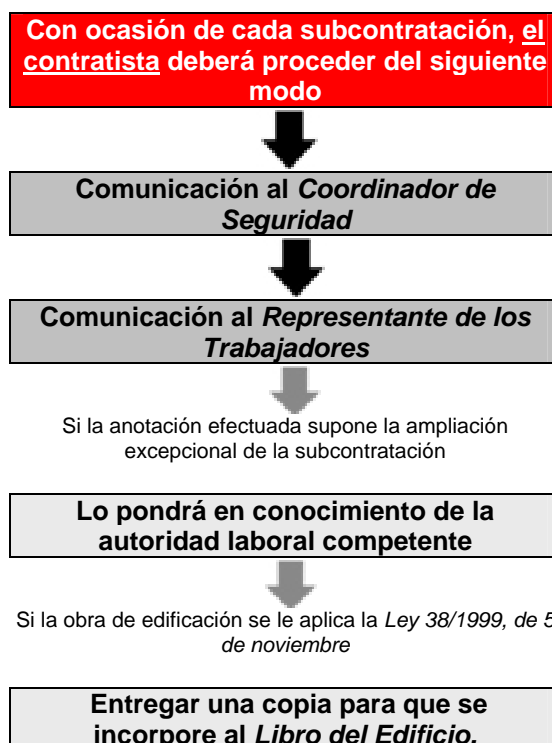 Con ocasión de cada subcontratación, el
contratista deberá proceder del siguiente
modo
Comunicación al Coordinador de
Seguridad
Comunicación al Representante de los
Trabajadores
Si la anotación efectuada supone la ampliación
excepcional de la subcontratación
Lo pondrá en conocimiento de la
autoridad laboral competente
Si la obra de edificación se le aplica la Ley 38/1999, de 5
de noviembre
Entregar una copia para que se
incorpore al Libro del Edificio.